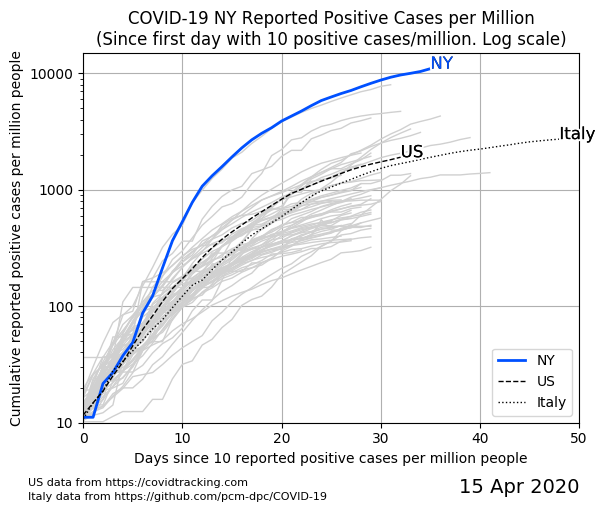 COVID-19 NY Reported Positive Cases per Million
(Since first day with 10 positive cases/million. Log scale)
Cumulative reported positive cases per million people
10000
1000
100
10
NY
US
Italy
NY
US
Italy
0 10 20 30 40 50
Days since 10 reported positive cases per million people
US data from https://covidtracking.com
Italy data from https://github.com/pcm-dpc/COVID-19
15 Apr 2020